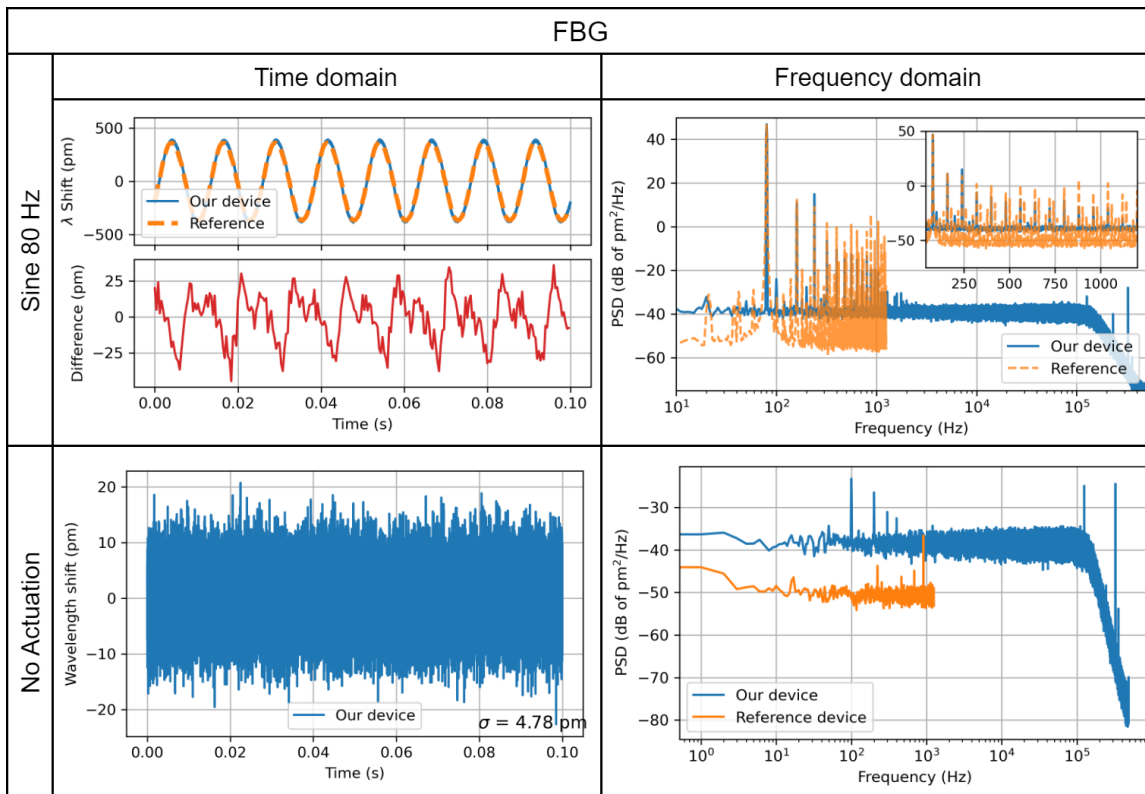 FBG
Time domain
Frequency domain
Sine 80 Hz
500
0
−500
λ Shift (pm)
Our device
Reference
25
0
−25
Difference (pm)
0.00 0.02 0.04 0.06 0.08 0.10
Time (s)
40
20
0
−20
−40
−60
PSD (dB of pm²/Hz)
50
0
−50
250 500 750 1000
Our device
Reference
10¹ 10² 10³ 10⁴ 10⁵
Frequency (Hz)
No Actuation
20
10
0
−10
−20
Wavelength shift (pm)
Our device
σ = 4.78 pm
0.00 0.02 0.04 0.06 0.08 0.10
Time (s)
−30
−40
−50
−60
−70
−80
PSD (dB of pm²/Hz)
Our device
Reference device
10⁰ 10¹ 10² 10³ 10⁴ 10⁵
Frequency (Hz)